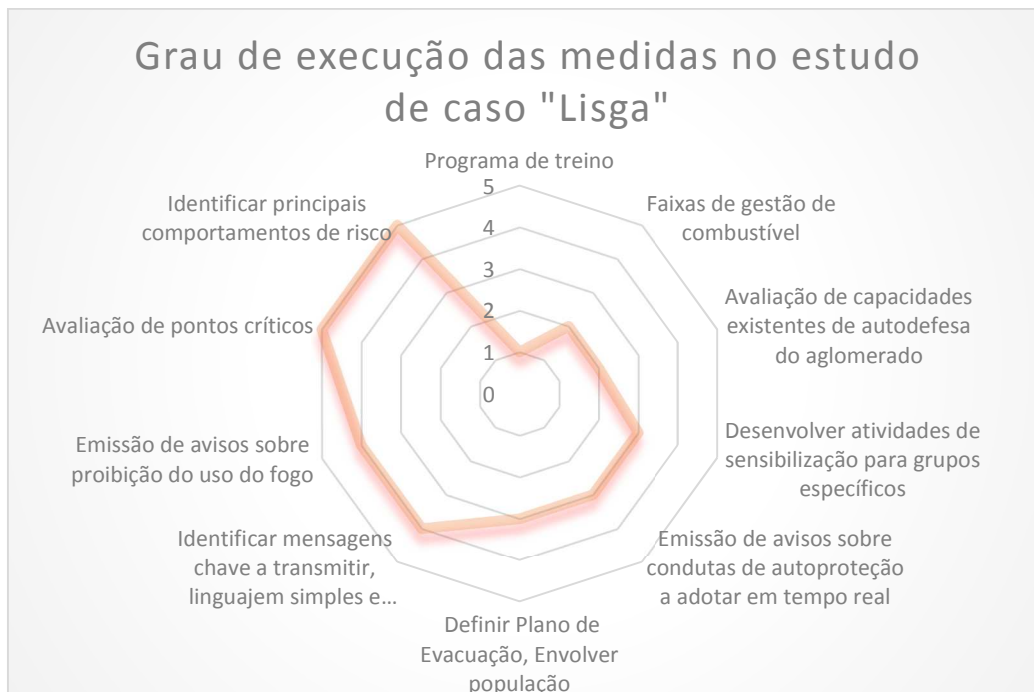 Grau de execução das medidas no estudo
de caso "Lisga"
Programa de treino
Faixas de gestão de
combustível
Avaliação de capacidades
existentes de autodefesa
do aglomerado
Desenvolver atividades de
sensibilização para grupos
específicos
Emissão de avisos sobre
condutas de autoproteção
a adotar em tempo real
Definir Plano de
Evacuação, Envolver
população
Identificar mensagens
chave a transmitir,
linguajem simples e…
Emissão de avisos sobre
proibição do uso do fogo
Avaliação de pontos críticos
Identificar principais
comportamentos de risco
5
4
3
2
1
0